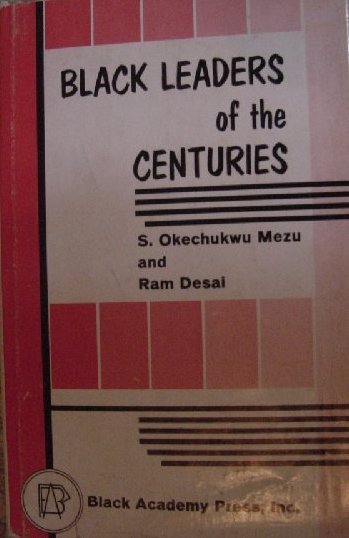 BLACK LEADERS
of the
CENTURIES
S. Okechukwu Mezu
and
Ram Desai
Black Academy Press, Inc.